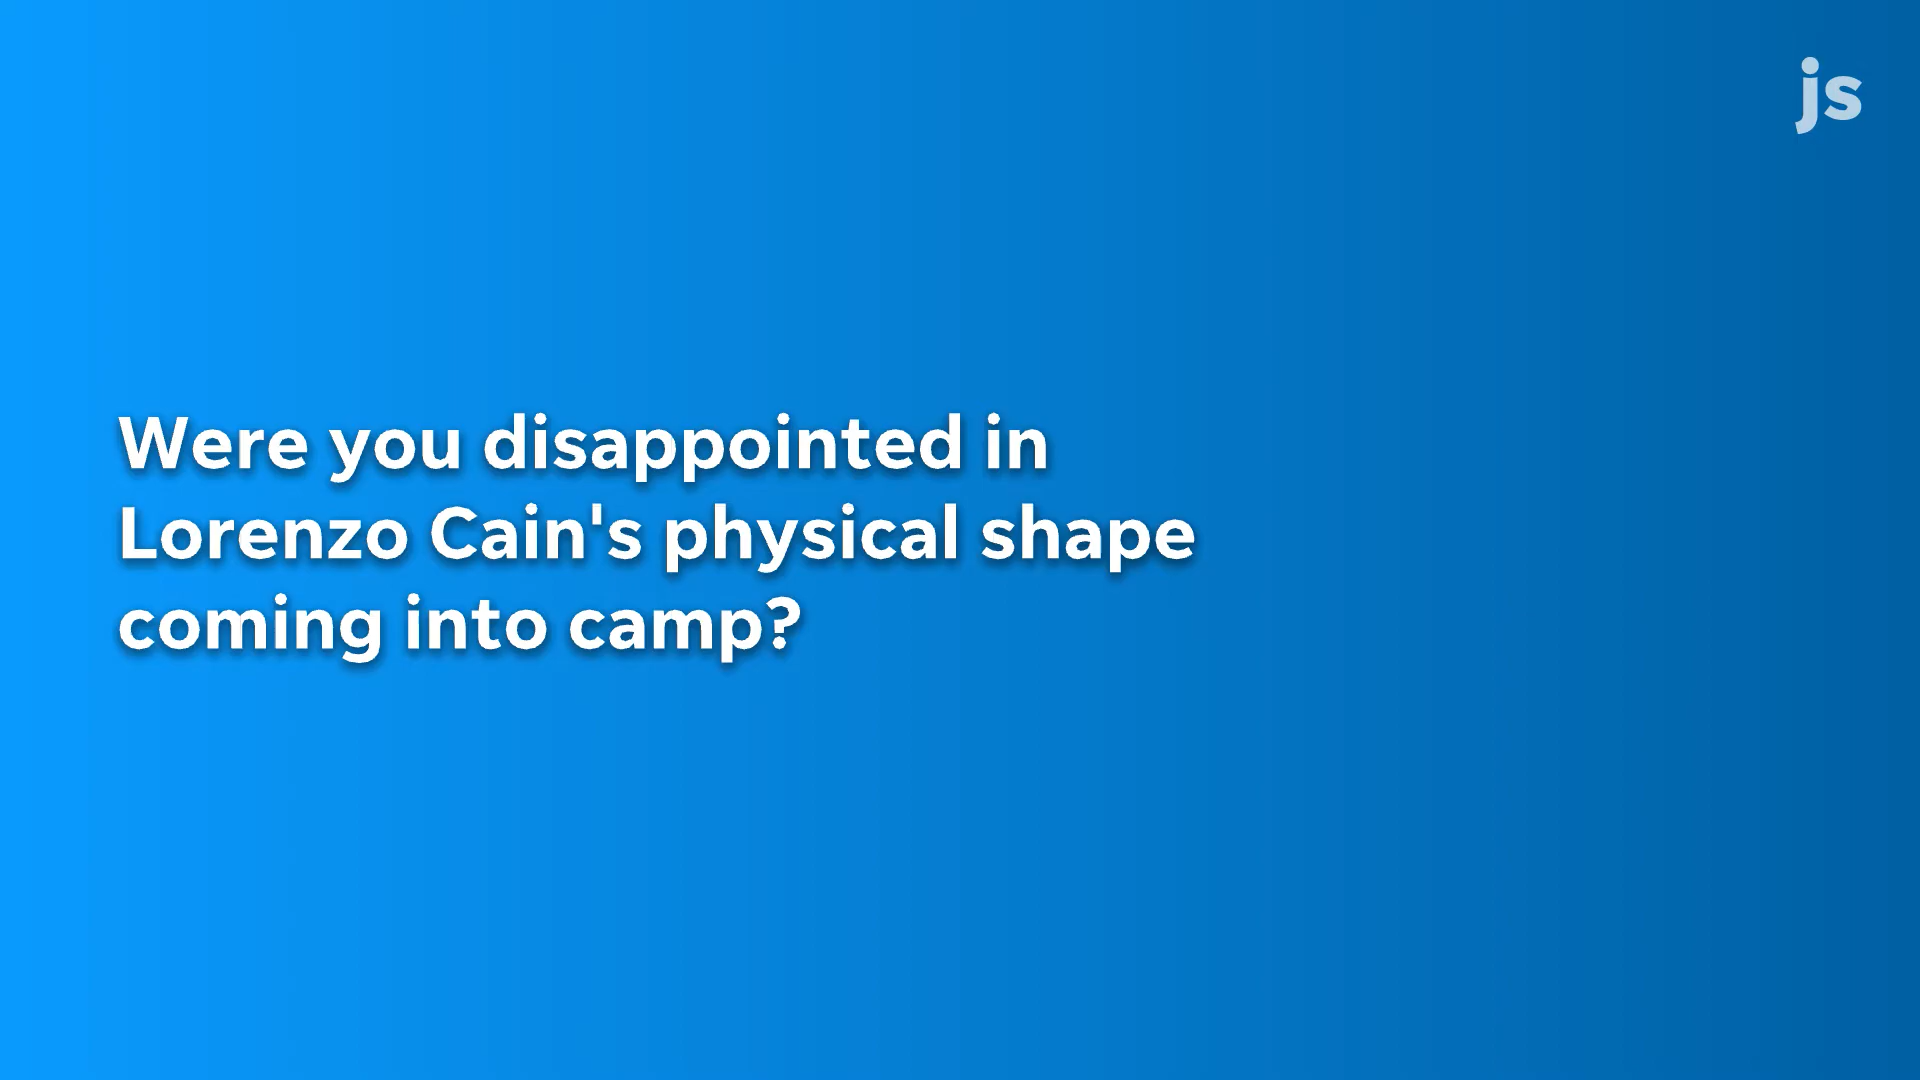 js
Were you disappointed in
Lorenzo Cain's physical shape
coming into camp?